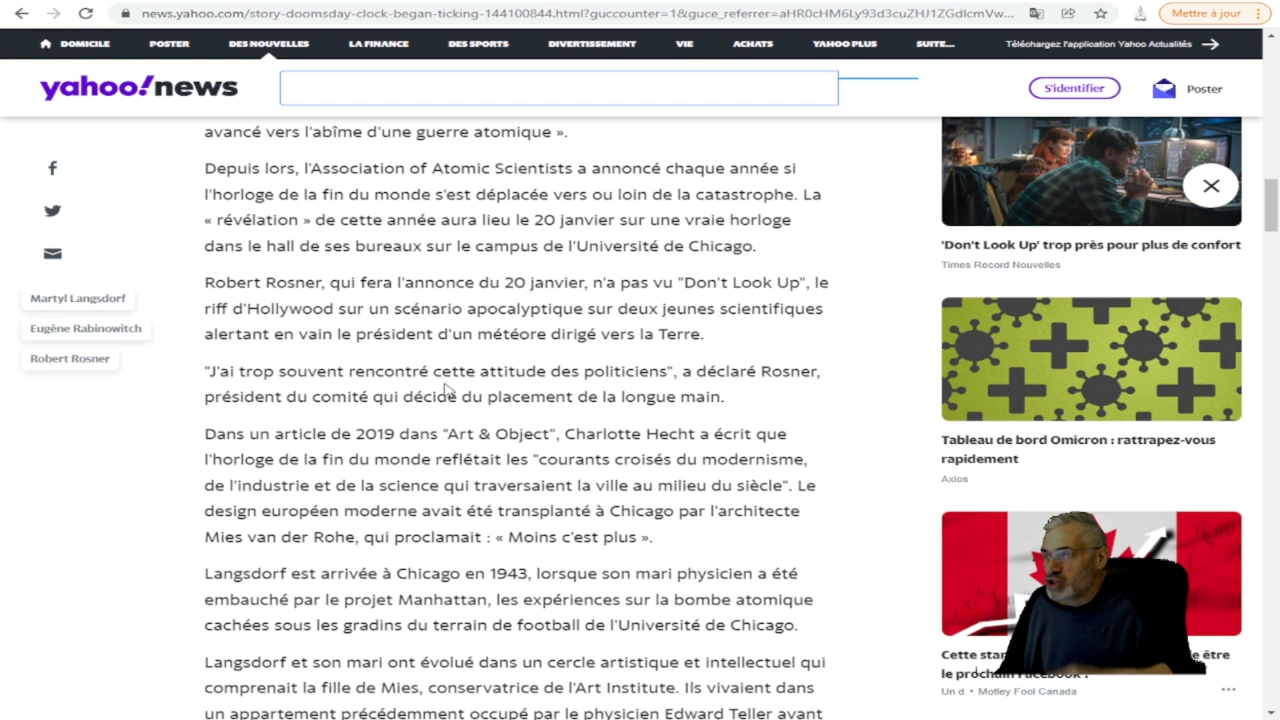 news.yahoo.com/story-doomsday-clock-began-ticking-144100844.html?guccounter=1&guce_referrer=aHR0cHM6Ly93d3cuZHJ1ZGdlcmVw...
Mettre à jour
DOMICILE POSTER DES NOUVELLES LA FINANCE DES SPORTS DIVERTISSEMENT VIE ACHATS YAHOO PLUS SUITE... Téléchargez l'application Yahoo Actualités
yahoo!news
S'identifier
Poster
avancé vers l'abîme d'une guerre atomique ».
Depuis lors, l'Association of Atomic Scientists a annoncé chaque année si
l'horloge de la fin du monde s'est déplacée vers ou loin de la catastrophe. La
« révélation » de cette année aura lieu le 20 janvier sur une vraie horloge
dans le hall de ses bureaux sur le campus de l'Université de Chicago.
Robert Rosner, qui fera l'annonce du 20 janvier, n'a pas vu "Don't Look Up", le
riff d'Hollywood sur un scénario apocalyptique sur deux jeunes scientifiques
alertant en vain le président d'un météore dirigé vers la Terre.
"J'ai trop souvent rencontré cette attitude des politiciens", a déclaré Rosner,
président du comité qui décide du placement de la longue main.
Dans un article de 2019 dans "Art & Object", Charlotte Hecht a écrit que
l'horloge de la fin du monde reflétait les "courants croisés du modernisme,
de l'industrie et de la science qui traversaient la ville au milieu du siècle". Le
design européen moderne avait été transplanté à Chicago par l'architecte
Mies van der Rohe, qui proclamait : « Moins c'est plus ».
Langsdorf est arrivée à Chicago en 1943, lorsque son mari physicien a été
embauché par le projet Manhattan, les expériences sur la bombe atomique
cachées sous les gradins du terrain de football de l'Université de Chicago.
Langsdorf et son mari ont évolué dans un cercle artistique et intellectuel qui
comprenait la fille de Mies, conservatrice de l'Art Institute. Ils vivaient dans
un appartement précédemment occupé par le physicien Edward Teller avant
Martyl Langsdorf
Eugène Rabinowitch
Robert Rosner
'Don't Look Up' trop près pour plus de confort
Times Record Nouvelles
Tableau de bord Omicron : rattrapez-vous
rapidement
Axios
Cette être
le prochain Facebook
Un d • Motley Fool Canada